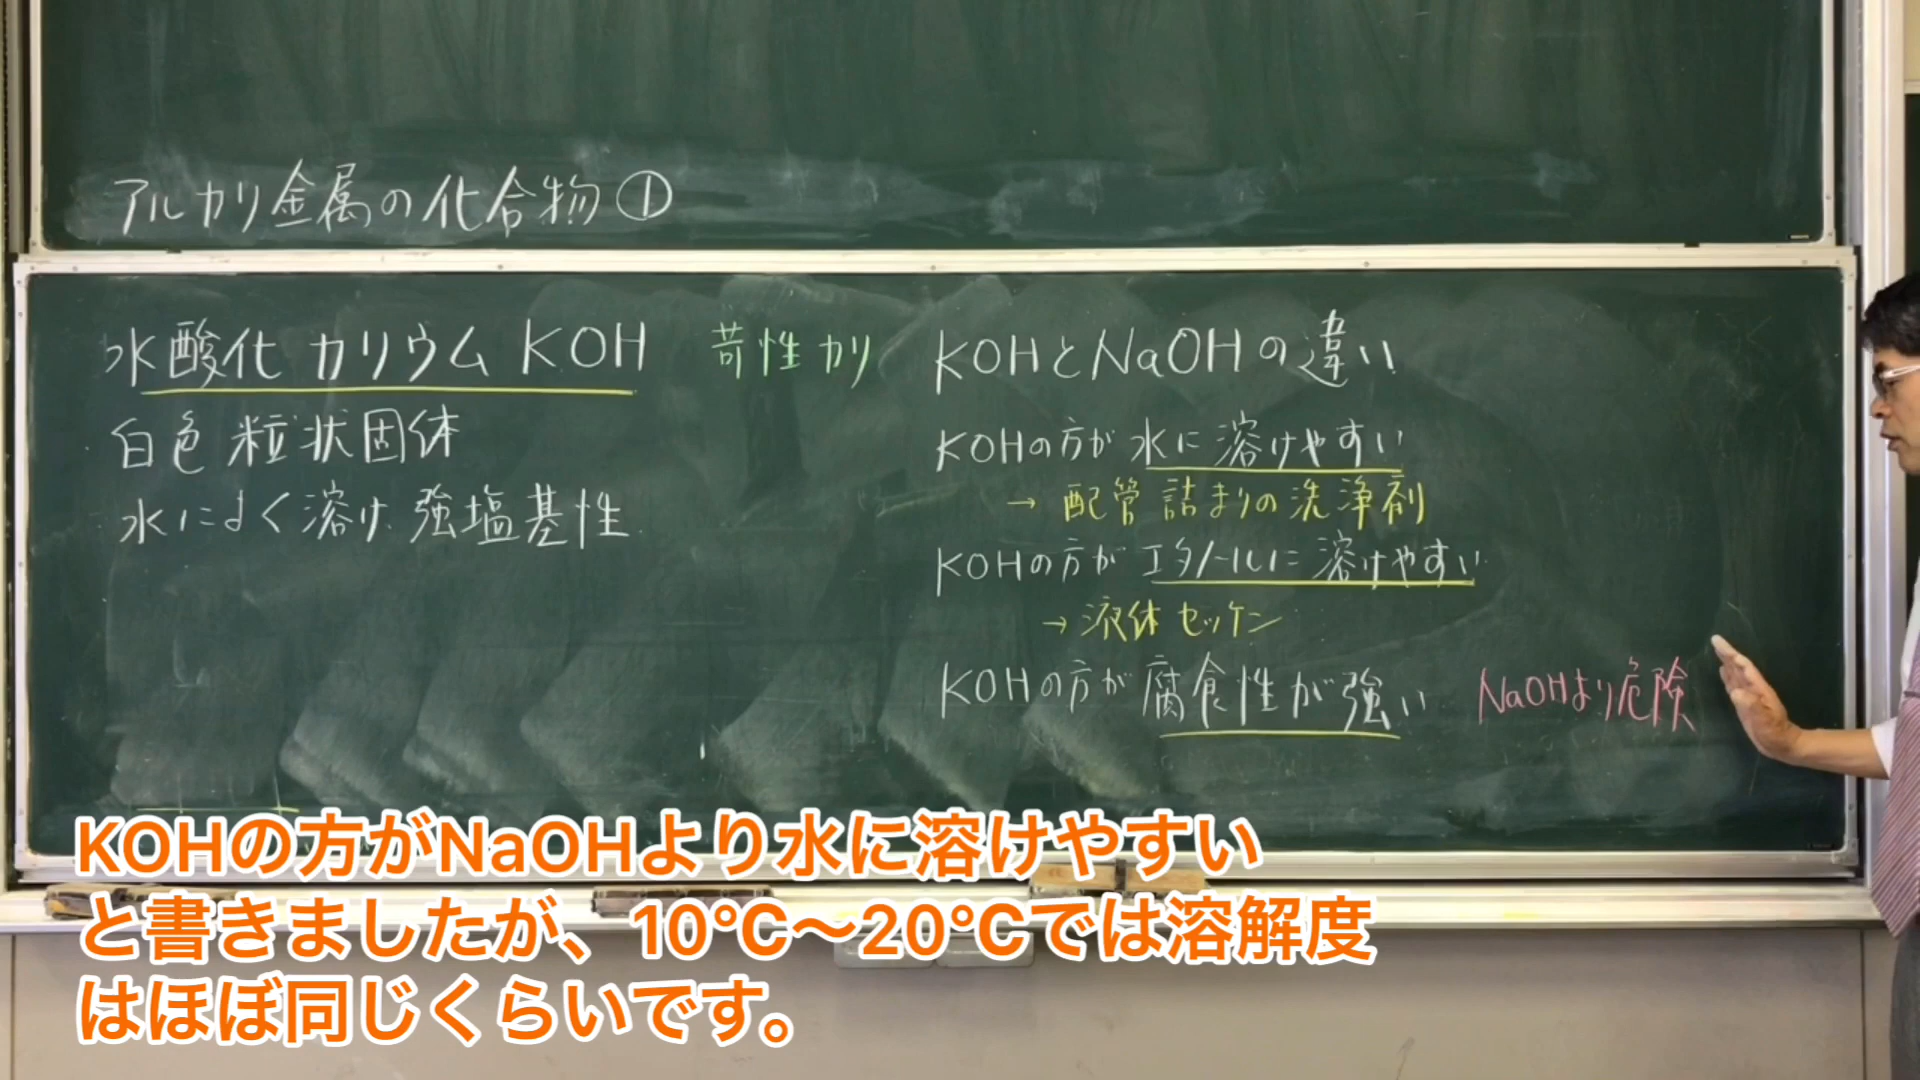 アルカリ金属の化合物①
水酸化カリウム KOH 苛性カリ
白色粒状固体
水によく溶け 強塩基性
KOHとNaOHの違い
KOHの方が水に溶けやすい
→ 配管詰まりの洗浄剤
KOHの方がエタノールに溶けやすい
→ 液体セッケン
KOHの方が腐食性が強い NaOHより危険
KOHの方がNaOHより水に溶けやすい
と書きましたが、10℃〜20℃では溶解度
はほぼ同じくらいです。